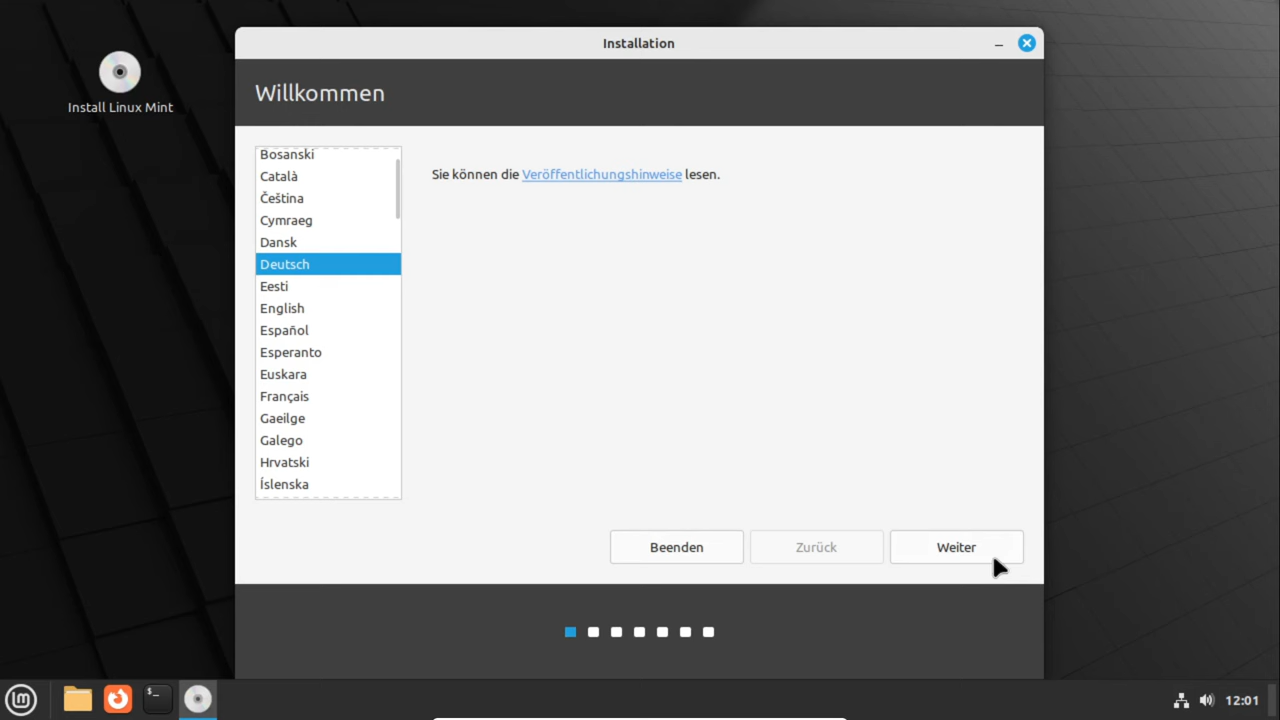 Installation
Install Linux Mint
Willkommen
Bosanski
Català
Čeština
Cymraeg
Dansk
Deutsch
Eesti
English
Español
Esperanto
Euskara
Français
Gaeilge
Galego
Hrvatski
Íslenska
Sie können die Veröffentlichungshinweise lesen.
Beenden
Zurück
Weiter
$_
lm
12:01